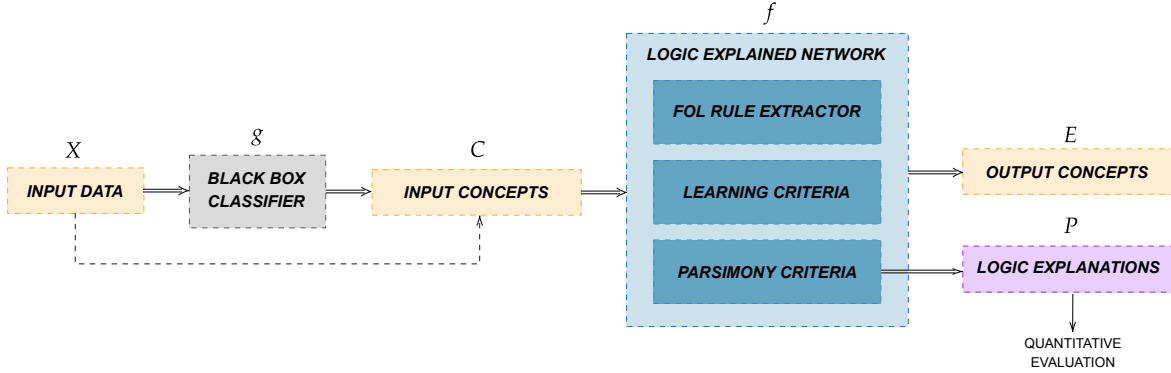 X
INPUT DATA
g
BLACK BOX
CLASSIFIER
C
INPUT CONCEPTS
f
LOGIC EXPLAINED NETWORK
FOL RULE EXTRACTOR
LEARNING CRITERIA
PARSIMONY CRITERIA
E
OUTPUT CONCEPTS
P
LOGIC EXPLANATIONS
QUANTITATIVE
EVALUATION